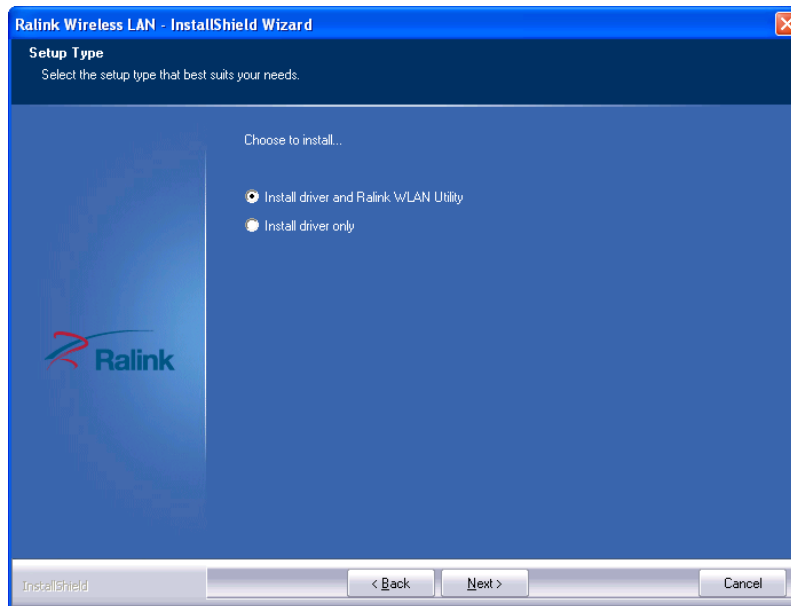 Ralink Wireless LAN - InstallShield Wizard
Setup Type
Select the setup type that best suits your needs.
Choose to install...
Install driver and Ralink WLAN Utility
Install driver only
Ralink
InstallShield
< Back
Next >
Cancel